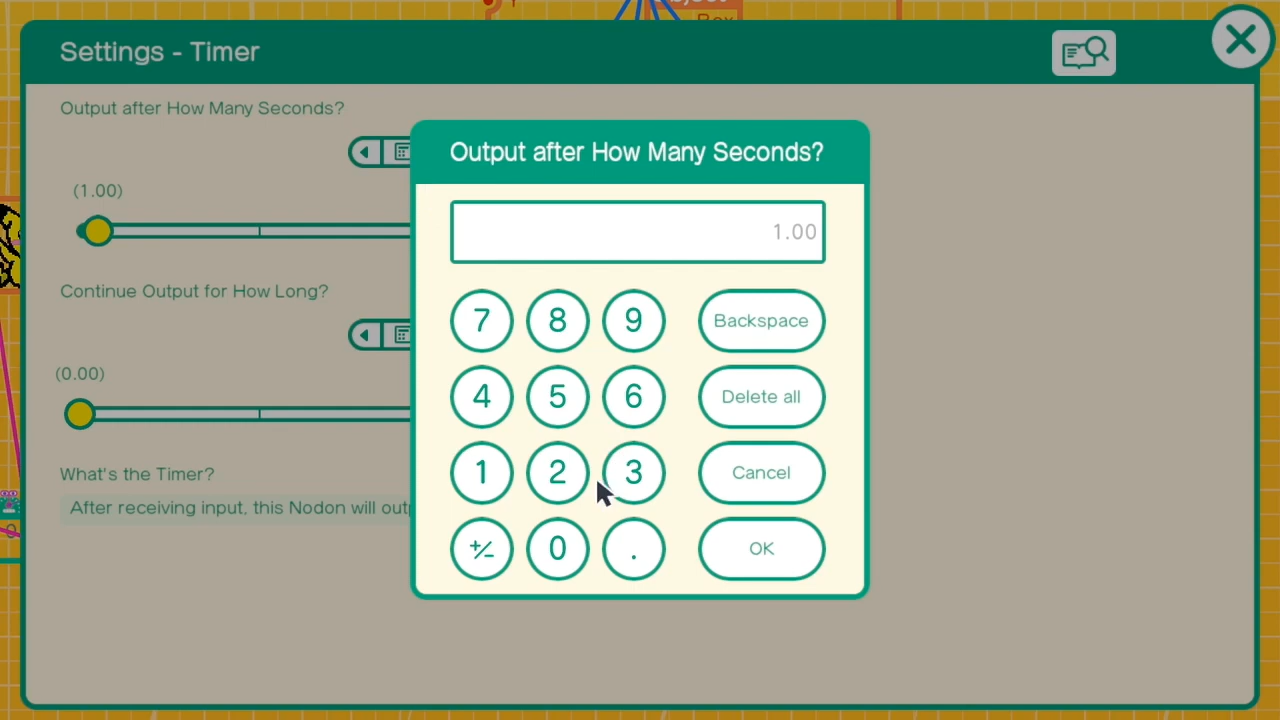 Box
Settings - Timer
Output after How Many Seconds?
(1.00)
Continue Output for How Long?
(0.00)
What's the Timer?
After receiving input, this Nodon will
Output after How Many Seconds?
1.00
7 8 9 Backspace
4 5 6 Delete all
1 2 3 Cancel
+/- 0 . OK